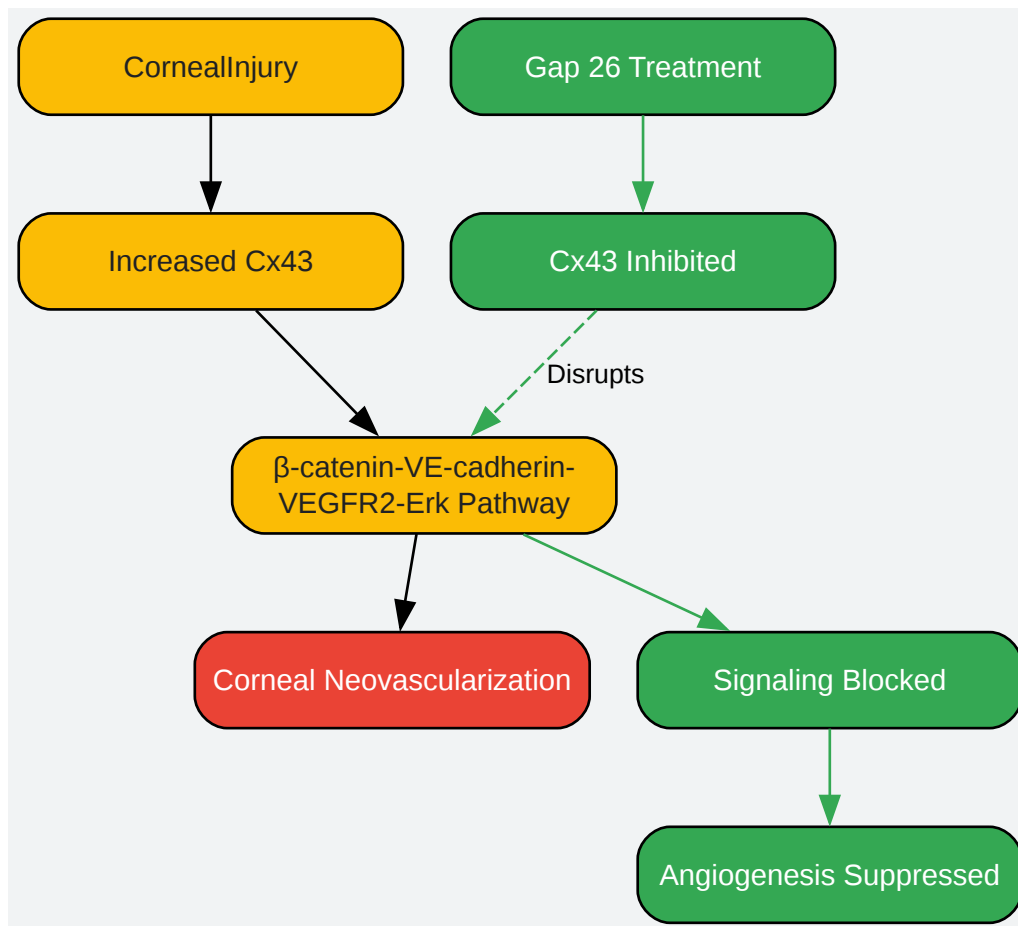 CornealInjury
Gap 26 Treatment
Increased Cx43
Cx43 Inhibited
Disrupts
β-catenin-VE-cadherin-
VEGFR2-Erk Pathway
Corneal Neovascularization
Signaling Blocked
Angiogenesis Suppressed